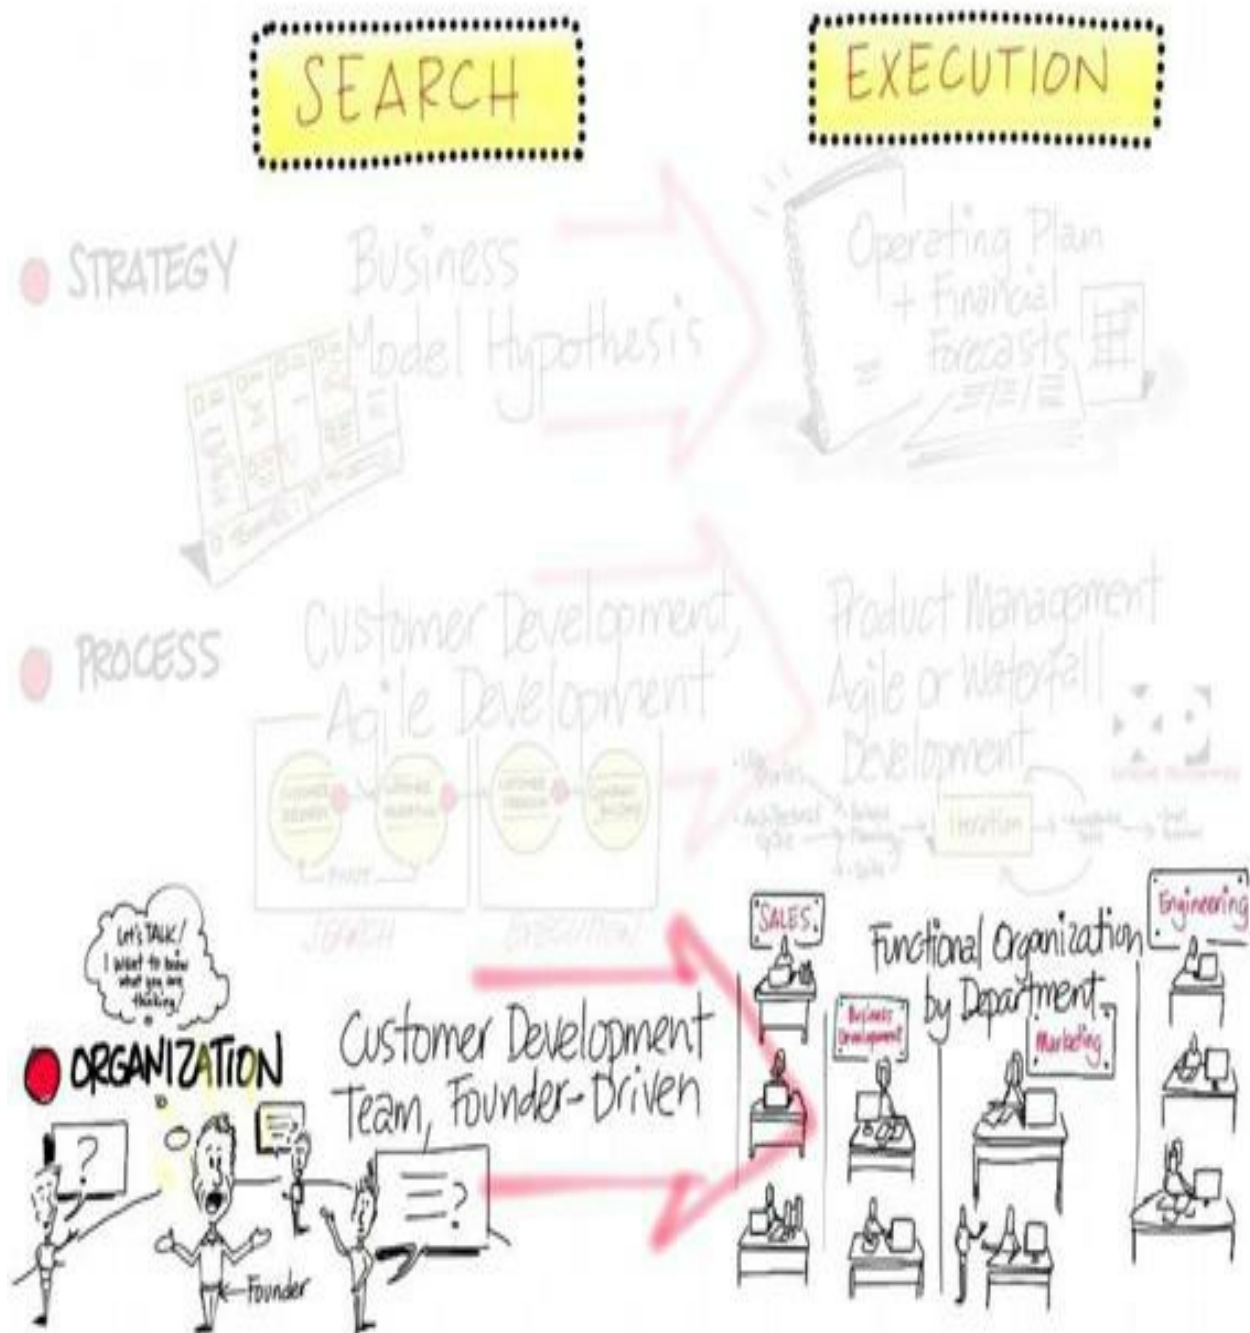 SEARCH
EXECUTION
STRATEGY
Business
Model Hypothesis
Operating Plan
+ Financial
Forecasts
PROCESS
Customer Development,
Agile Development
Product Management
Agile or Waterfall
Development
PIVOT
SEARCH
EXECUTION
Iteration
Let's TALK!
I want to know
what you are
thinking
ORGANIZATION
Customer Development
Team, Founder-Driven
?
?
Founder
SALES
Business
Development
Functional Organization
by Department
Marketing
Engineering